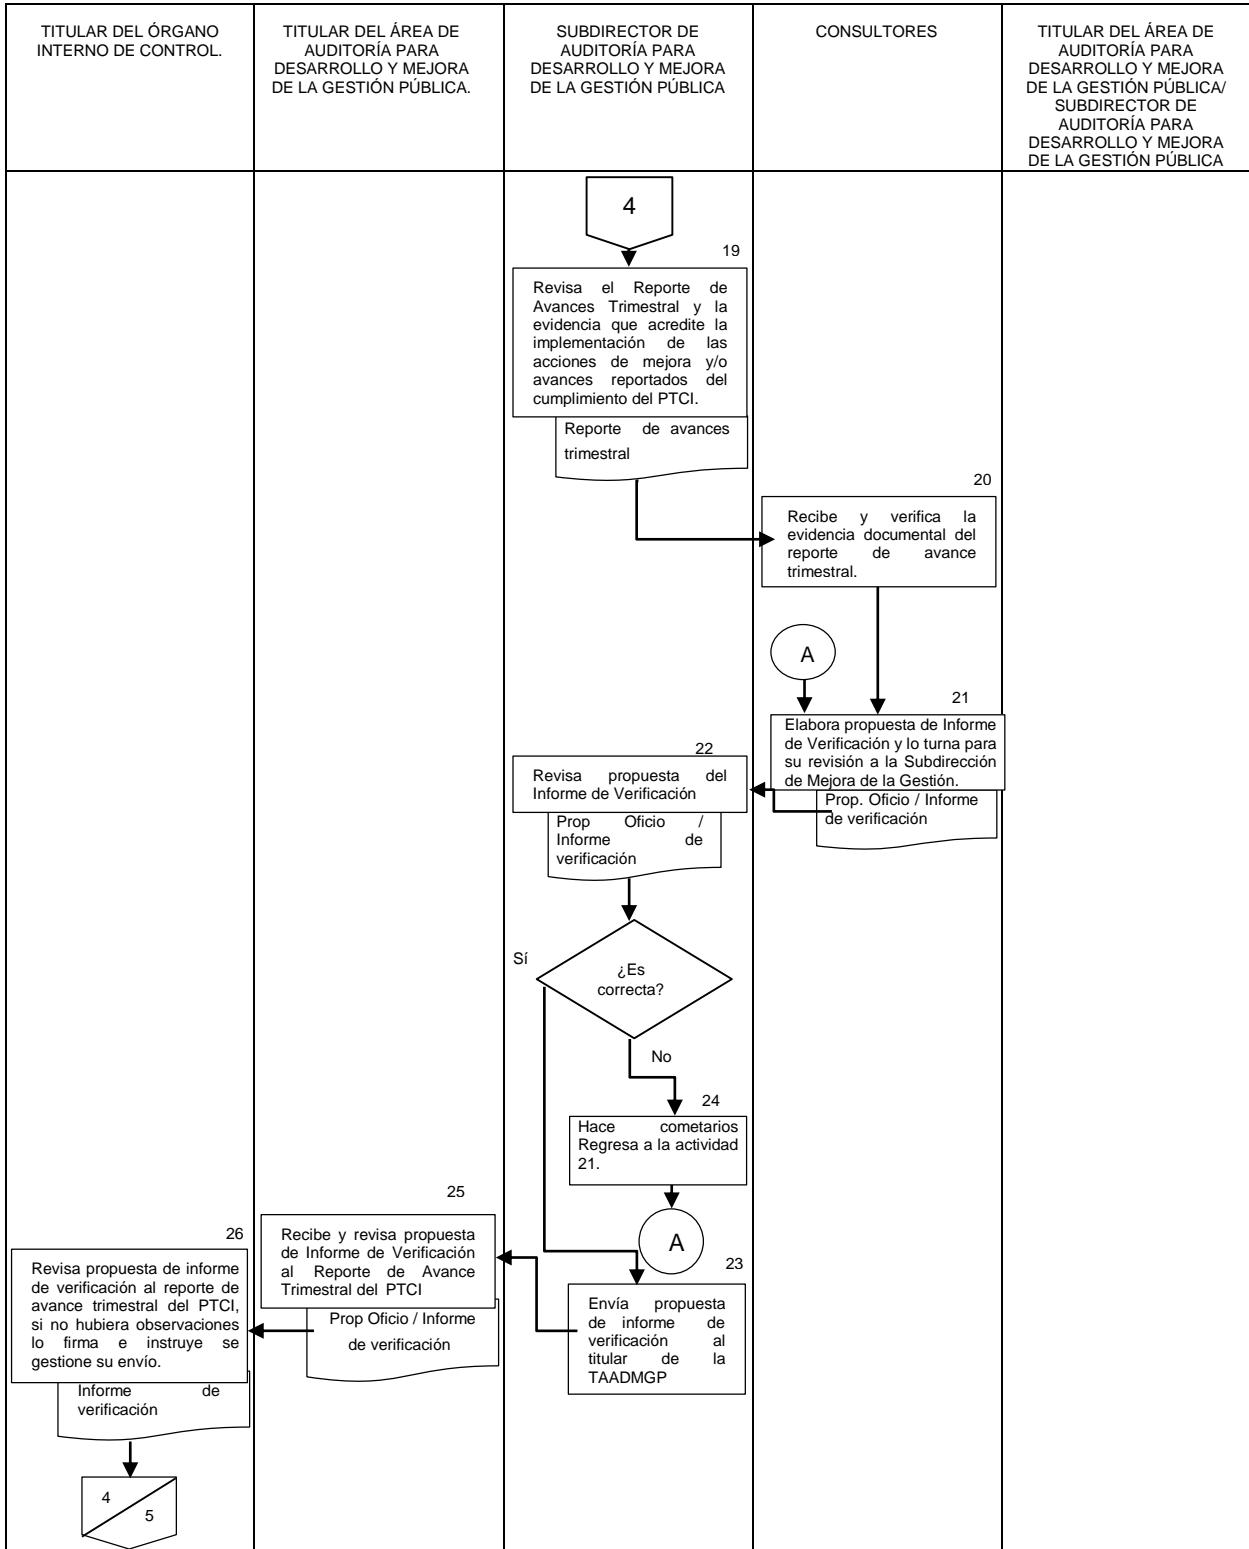 TITULAR DEL ÓRGANO
INTERNO DE CONTROL.
TITULAR DEL ÁREA DE
AUDITORÍA PARA
DESARROLLO Y MEJORA
DE LA GESTIÓN PÚBLICA.
SUBDIRECTOR DE
AUDITORÍA PARA
DESARROLLO Y MEJORA
DE LA GESTIÓN PÚBLICA
CONSULTORES
TITULAR DEL ÁREA DE
AUDITORÍA PARA
DESARROLLO Y MEJORA
DE LA GESTIÓN PÚBLICA/
SUBDIRECTOR DE
AUDITORÍA PARA
DESARROLLO Y MEJORA
DE LA GESTIÓN PÚBLICA
4
19
Revisa el Reporte de
Avances Trimestral y la
evidencia que acredite la
implementación de las
acciones de mejora y/o
avances reportados del
cumplimiento del PTCI.
Reporte de avances
trimestral
20
Recibe y verifica la
evidencia documental del
reporte de avance
trimestral.
A
21
Elabora propuesta de Informe
de Verificación y lo turna para
su revisión a la Subdirección
de Mejora de la Gestión.
Prop. Oficio / Informe
de verificación
22
Revisa propuesta del
Informe de Verificación
Prop Oficio /
Informe de
verificación
¿Es
correcta?
Sí
No
24
Hace cometarios
Regresa a la actividad
21.
A
23
Envía propuesta
de informe de
verificación al
titular de la
TAADMGP
25
Recibe y revisa propuesta
de Informe de Verificación
al Reporte de Avance
Trimestral del PTCI
Prop Oficio / Informe
de verificación
26
Revisa propuesta de informe
de verificación al reporte de
avance trimestral del PTCI,
si no hubiera observaciones
lo firma e instruye se
gestione su envío.
Informe de
verificación
4
5